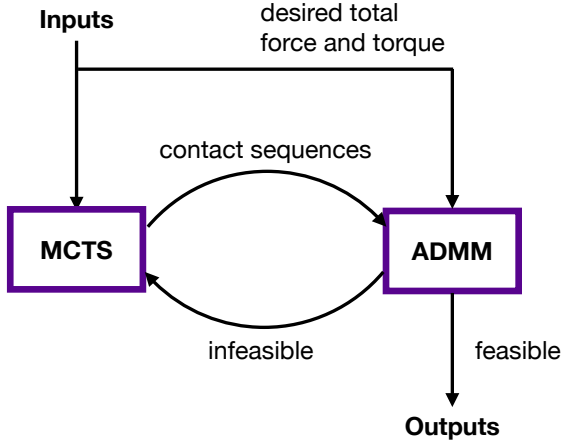 Inputs
desired total
force and torque
contact sequences
MCTS
ADMM
infeasible
feasible
Outputs